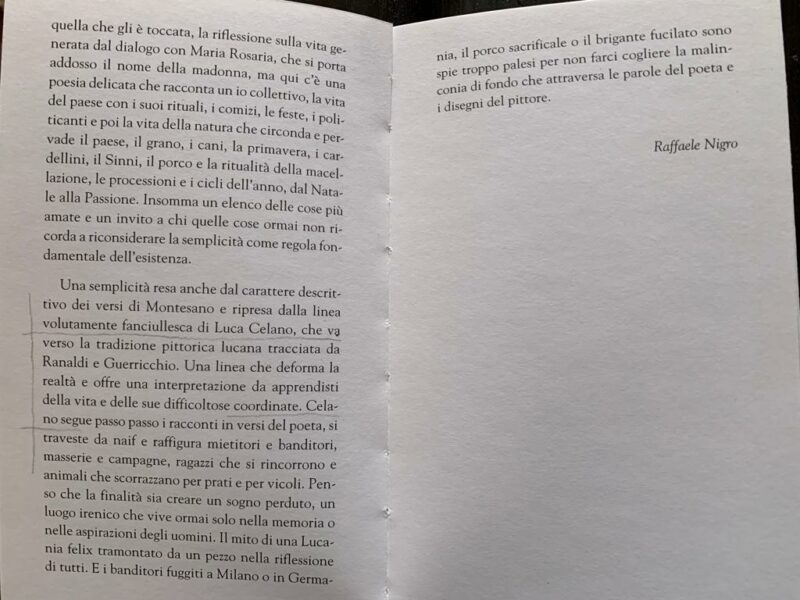 quella che gli è toccata, la riflessione sulla vita ge-
nerata dal dialogo con Maria Rosaria, che si porta
addosso il nome della madonna, ma qui c'è una
poesia delicata che racconta un io collettivo, la vita
del paese con i suoi rituali, i comizi, le feste, i poli-
ticanti e poi la vita della natura che circonda e per-
vade il paese, il grano, i cani, la primavera, i car-
dellini, il Sinni, il porco e la ritualità della macel-
lazione, le processioni e i cicli dell'anno, dal Nata-
le alla Passione. Insomma un elenco delle cose più
amate e un invito a chi quelle cose ormai non ri-
corda a riconsiderare la semplicità come regola fon-
damentale dell'esistenza.
Una semplicità resa anche dal carattere descrit-
tivo dei versi di Montesano e ripresa dalla linea
volutamente fanciullesca di Luca Celano, che va
verso la tradizione pittorica lucana tracciata da
Ranaldi e Guerricchio. Una linea che deforma la
realtà e offre una interpretazione da apprendisti
della vita e delle sue difficoltose coordinate. Cela-
no segue passo passo i racconti in versi del poeta, si
traveste da naif e raffigura mietitori e banditori,
masserie e campagne, ragazzi che si rincorrono e
animali che scorrazzano per prati e per vicoli. Pen-
so che la finalità sia creare un sogno perduto, un
luogo irenico che vive ormai solo nella memoria o
nelle aspirazioni degli uomini. Il mito di una Luca-
nia felix tramontato da un pezzo nella riflessione
di tutti. E i banditori fuggiti a Milano o in Germa-
nia, il porco sacrificale o il brigante fucilato sono
spie troppo palesi per non farci cogliere la malin-
conia di fondo che attraversa le parole del poeta e
i disegni del pittore.
Raffaele Nigro